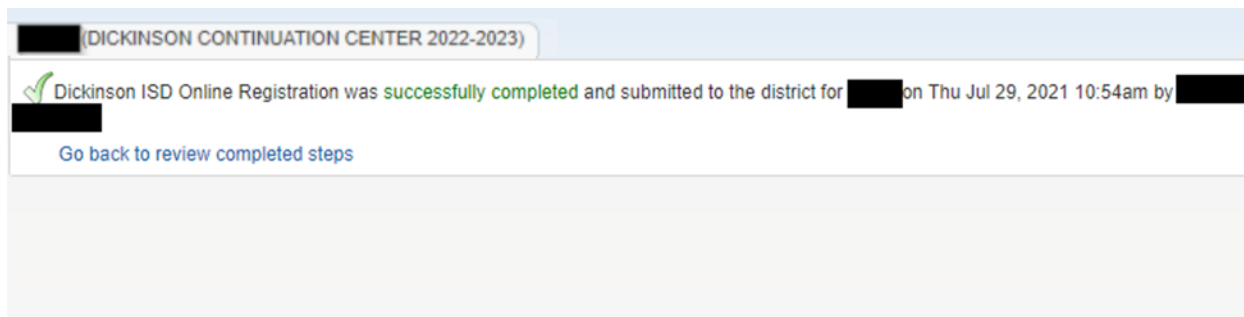 (DICKINSON CONTINUATION CENTER 2022-2023)
Dickinson ISD Online Registration was successfully completed and submitted to the district for on Thu Jul 29, 2021 10:54am by
Go back to review completed steps